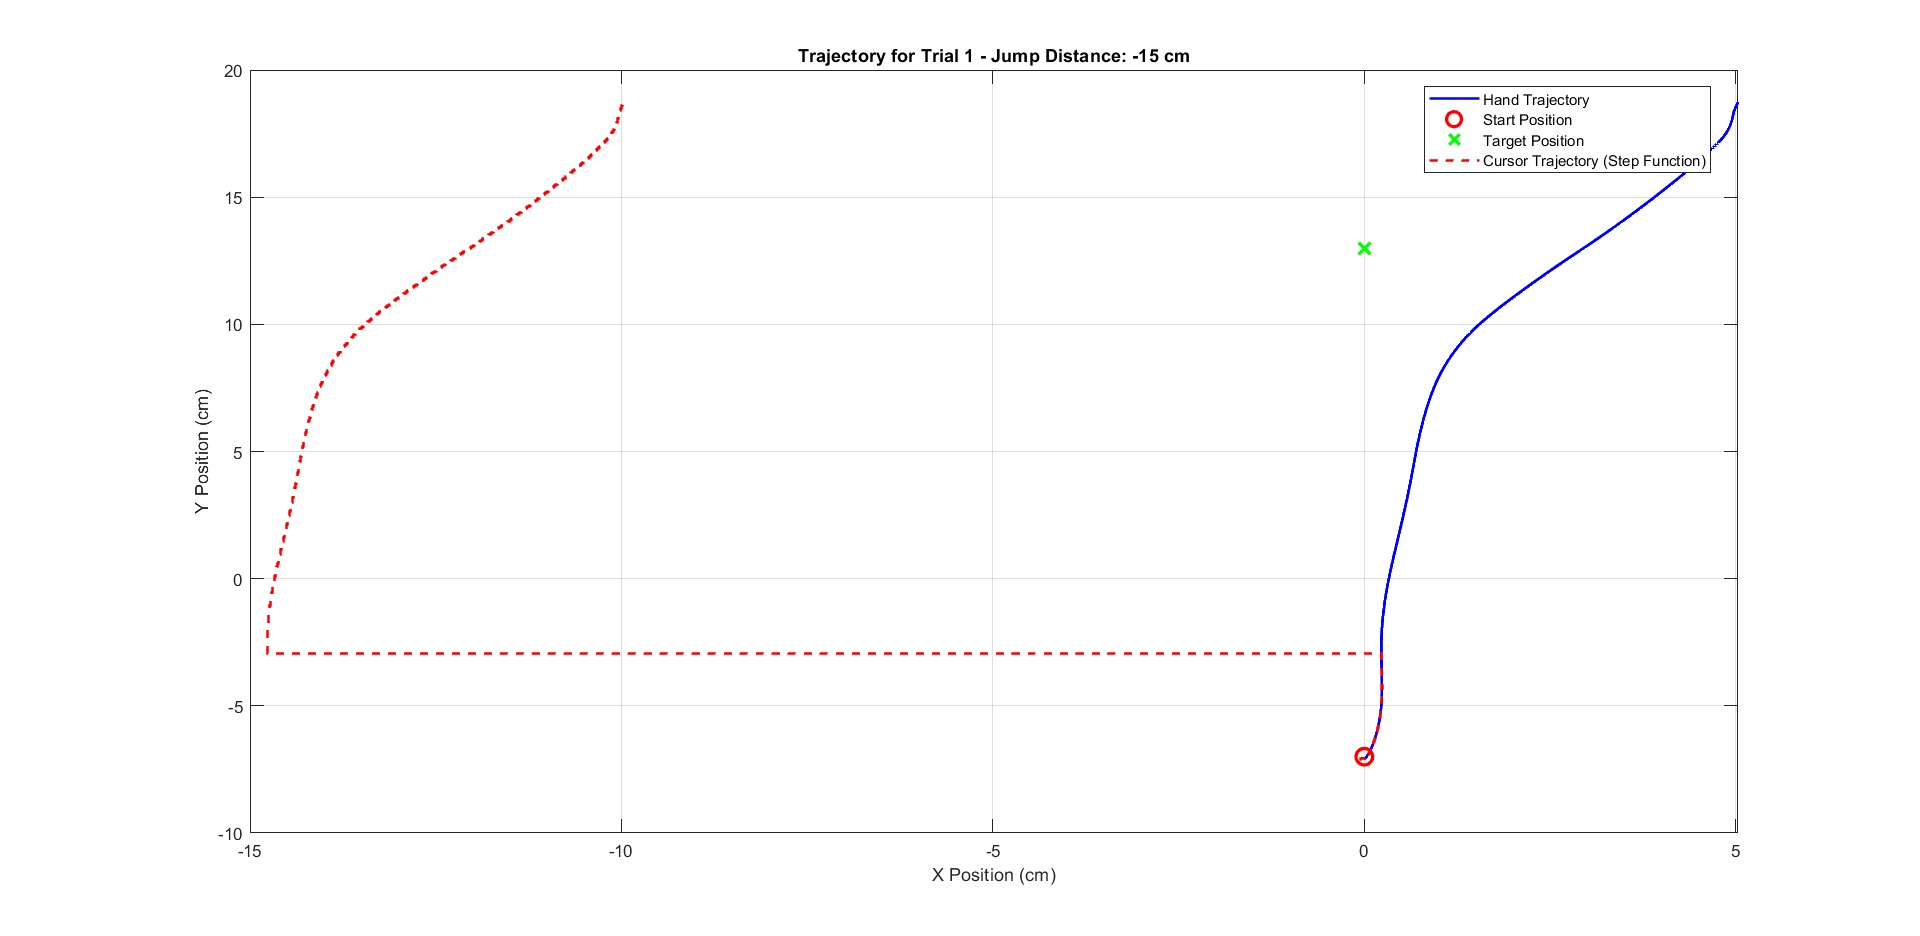 Trajectory for Trial 1 - Jump Distance: -15 cm
20
15
10
5
0
-5
-10
Y Position (cm)
Hand Trajectory
Start Position
Target Position
Cursor Trajectory (Step Function)
-15
-10
-5
0
5
X Position (cm)